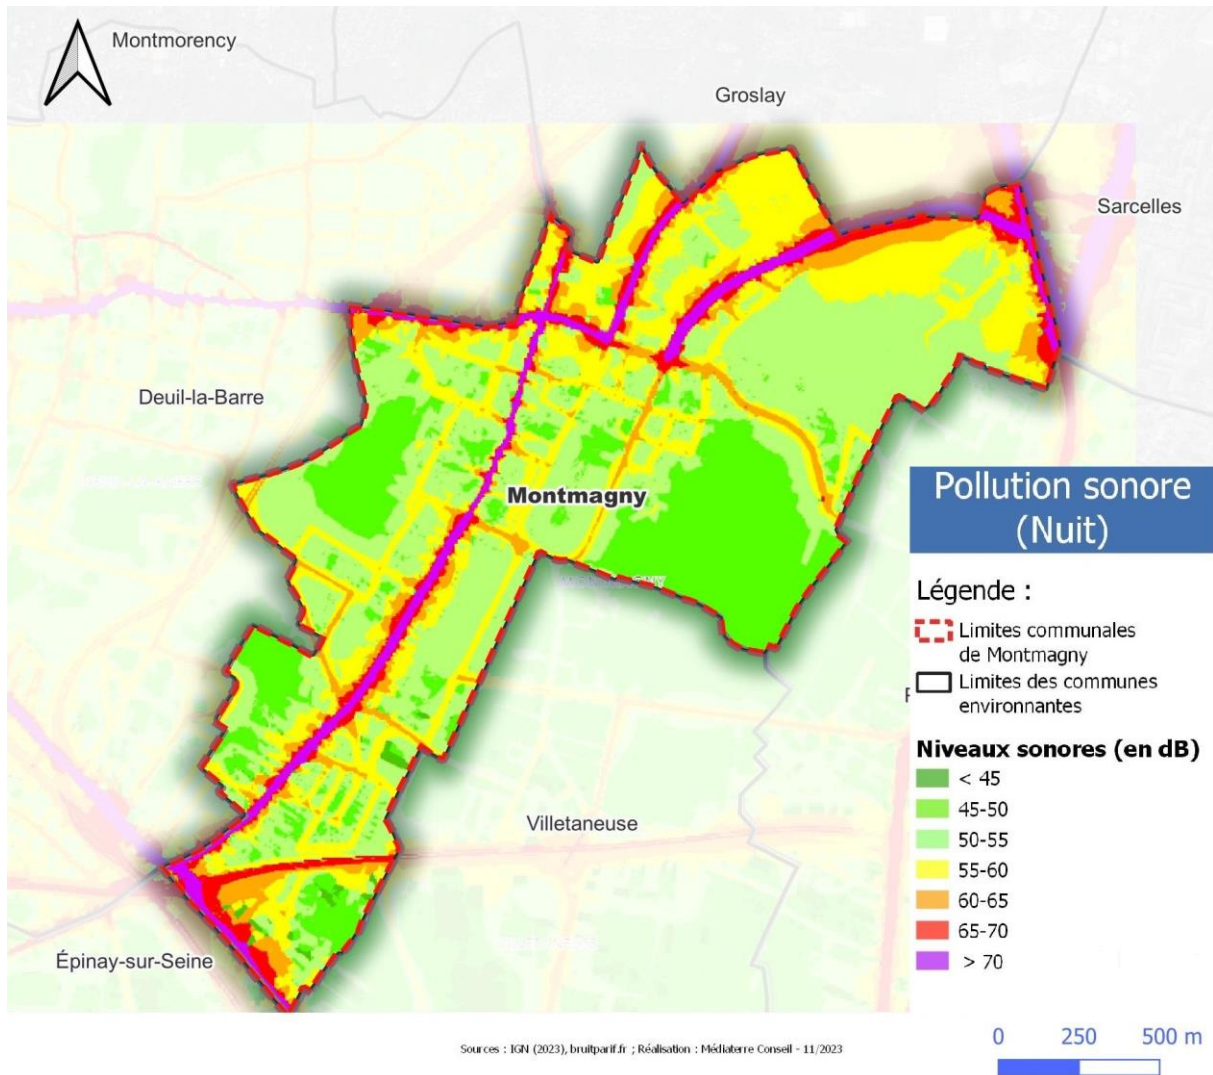 Montmorency
Groslay
Sarcelles
Deuil-la-Barre
Montmagny
Villetaneuse
Épinay-sur-Seine
Pollution sonore
(Nuit)
Légende :
Limites communales
de Montmagny
Limites des communes
environnantes
Niveaux sonores (en dB)
< 45
45-50
50-55
55-60
60-65
65-70
> 70
0 250 500 m
Sources : IGN (2023), bruitparif.fr ; Réalisation : Médiaterre Conseil - 11/2023